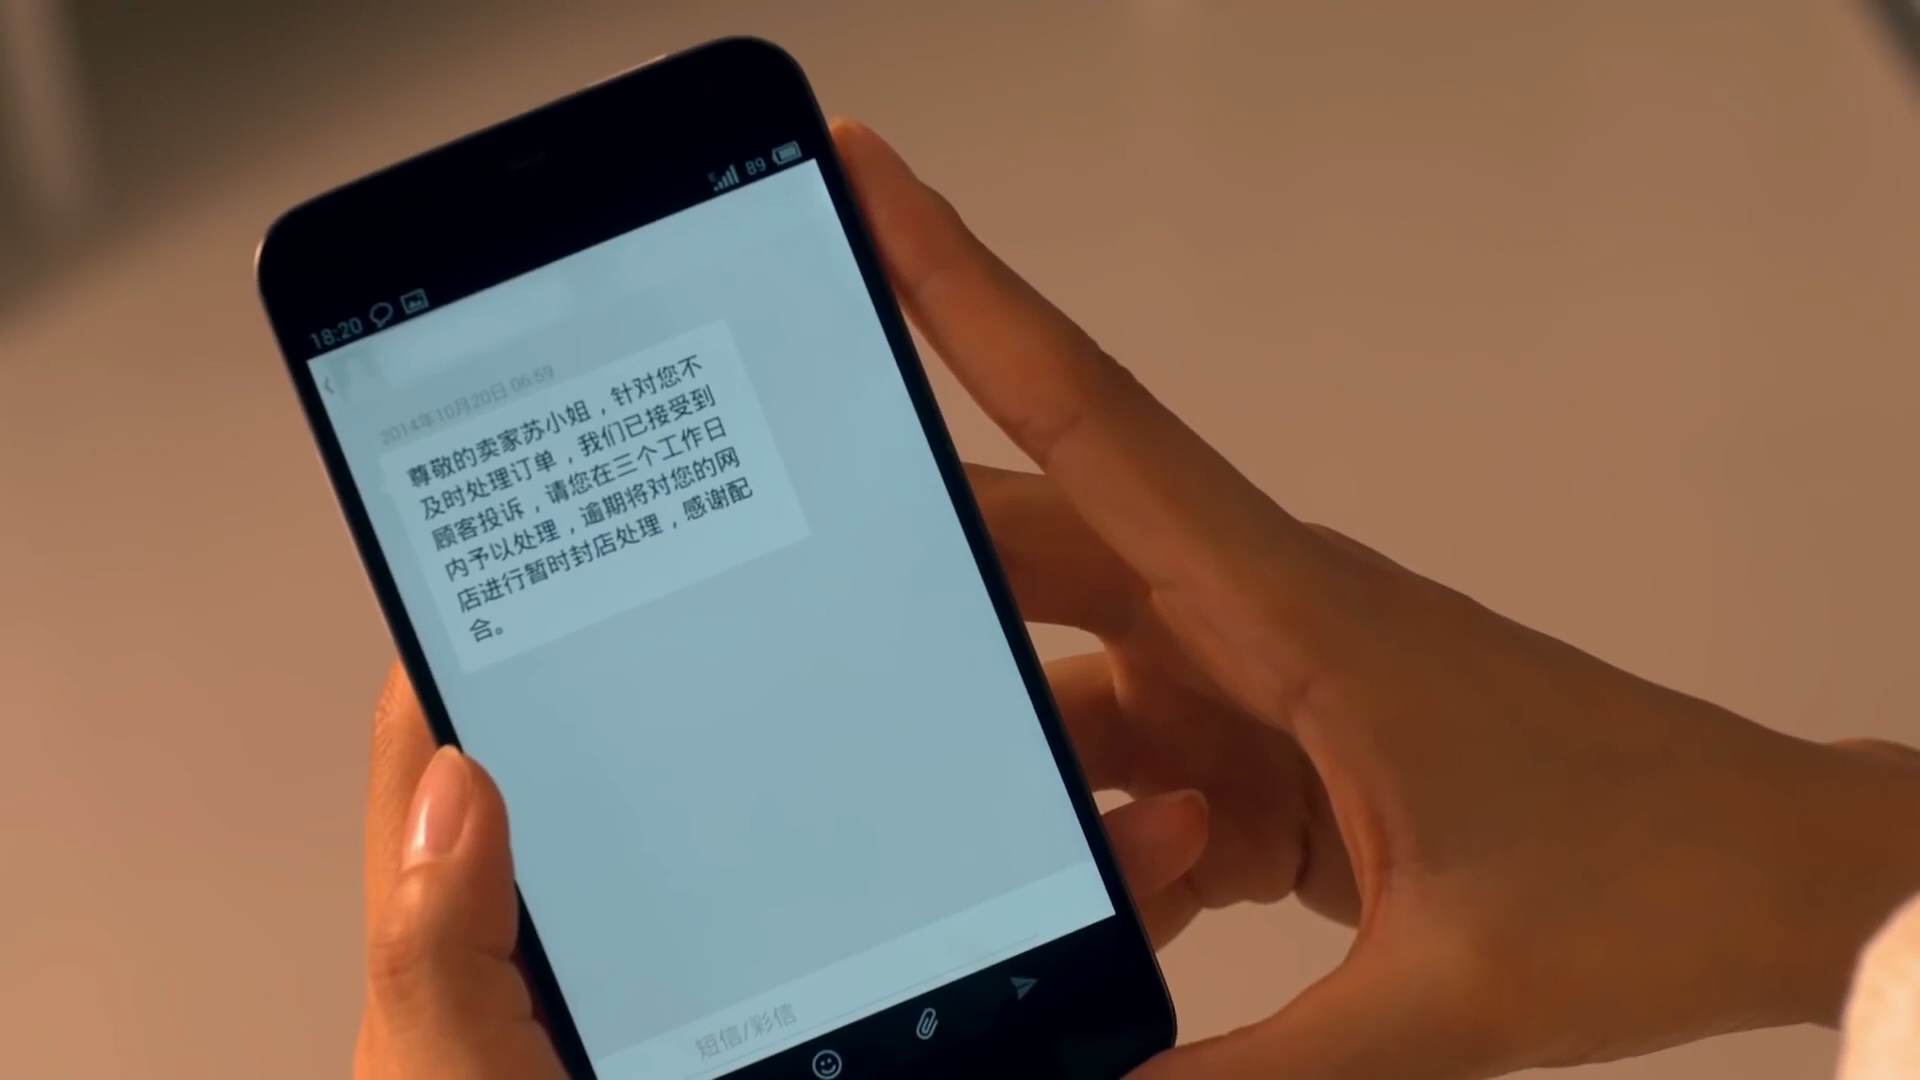 18:20
89
2014年10月20日 06:59
尊敬的卖家苏小姐，针对您不
及时处理订单，我们已接受到
顾客投诉，请您在三个工作日
内予以处理，逾期将对您的网
店进行暂时封店处理，感谢配
合。
短信/彩信